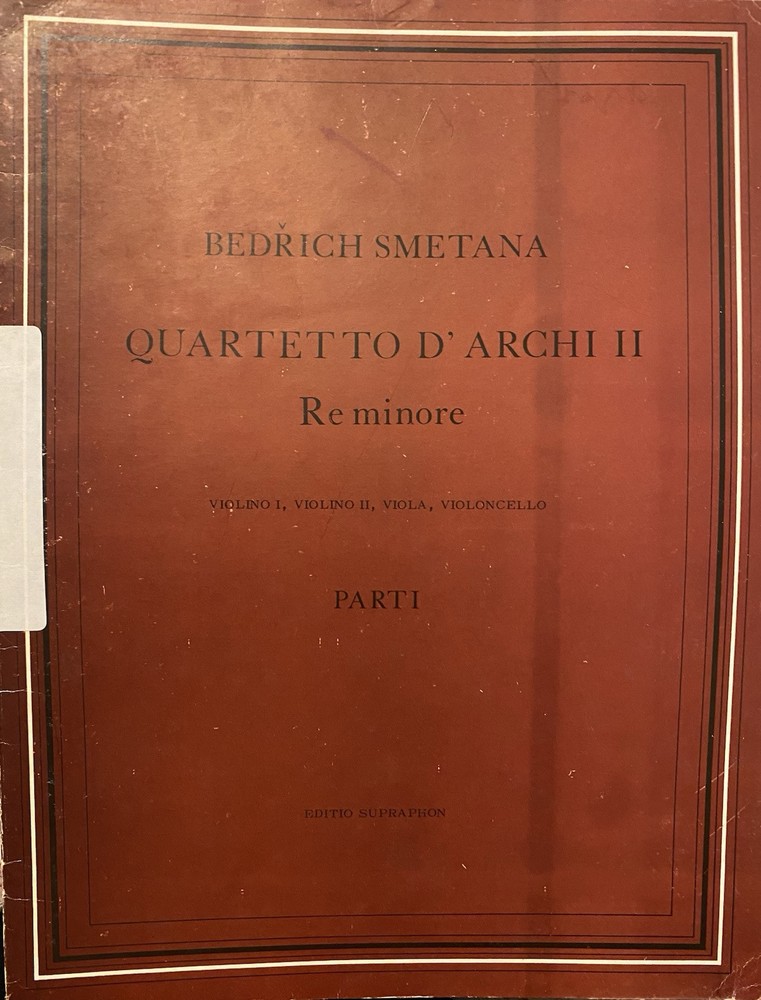 BEDŘICH SMETANA
QUARTETTO D' ARCHI II
Re minore
VIOLINO I, VIOLINO II, VIOLA, VIOLONCELLO
PARTI
EDITIO SUPRAPHON